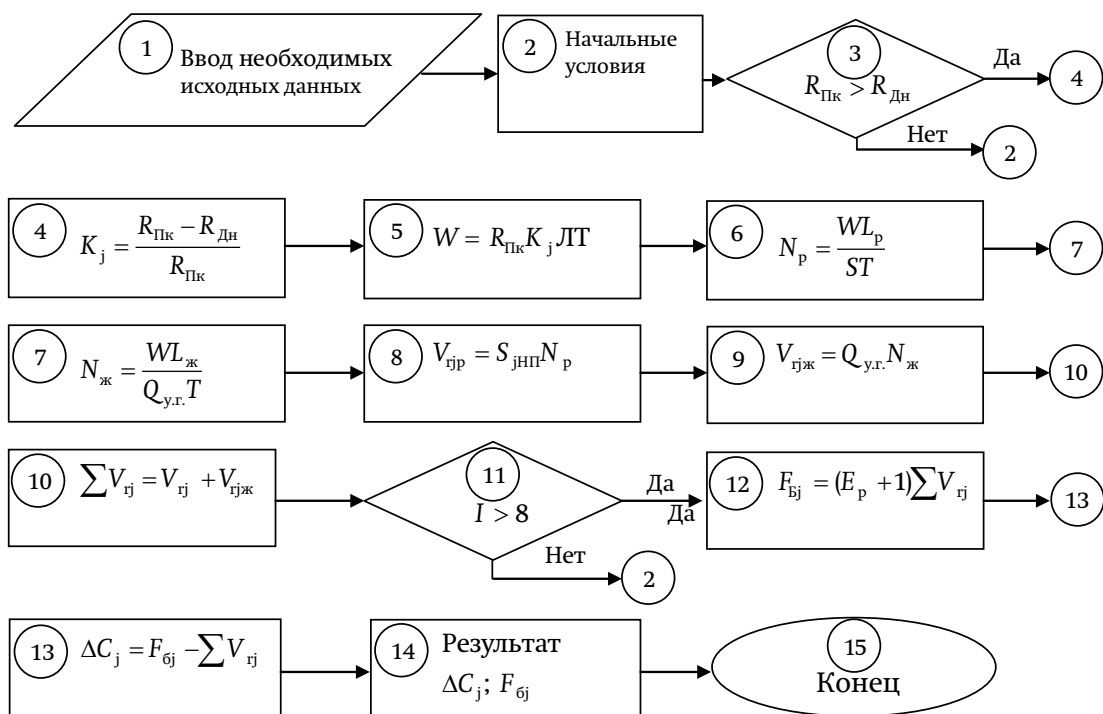 1
Ввод необходимых
исходных данных
2
Начальные
условия
3
R_Пк > R_Дн
Да
4
Нет
2
4
K_j = (R_Пк − R_Дн) / R_Пк
5
W = R_Пк K_j ЛТ
6
N_р = WL_р / ST
7
7
N_ж = WL_ж / Q_у.г. T
8
V_rjp = S_jНП N_р
9
V_rjж = Q_у.г. N_ж
10
10
∑V_rj = V_rj + V_rjж
11
I > 8
Да
Да
Нет
2
12
F_Бj = (E_р + 1)∑V_rj
13
13
ΔC_j = F_бj − ∑V_rj
14
Результат
ΔC_j; F_бj
15
Конец